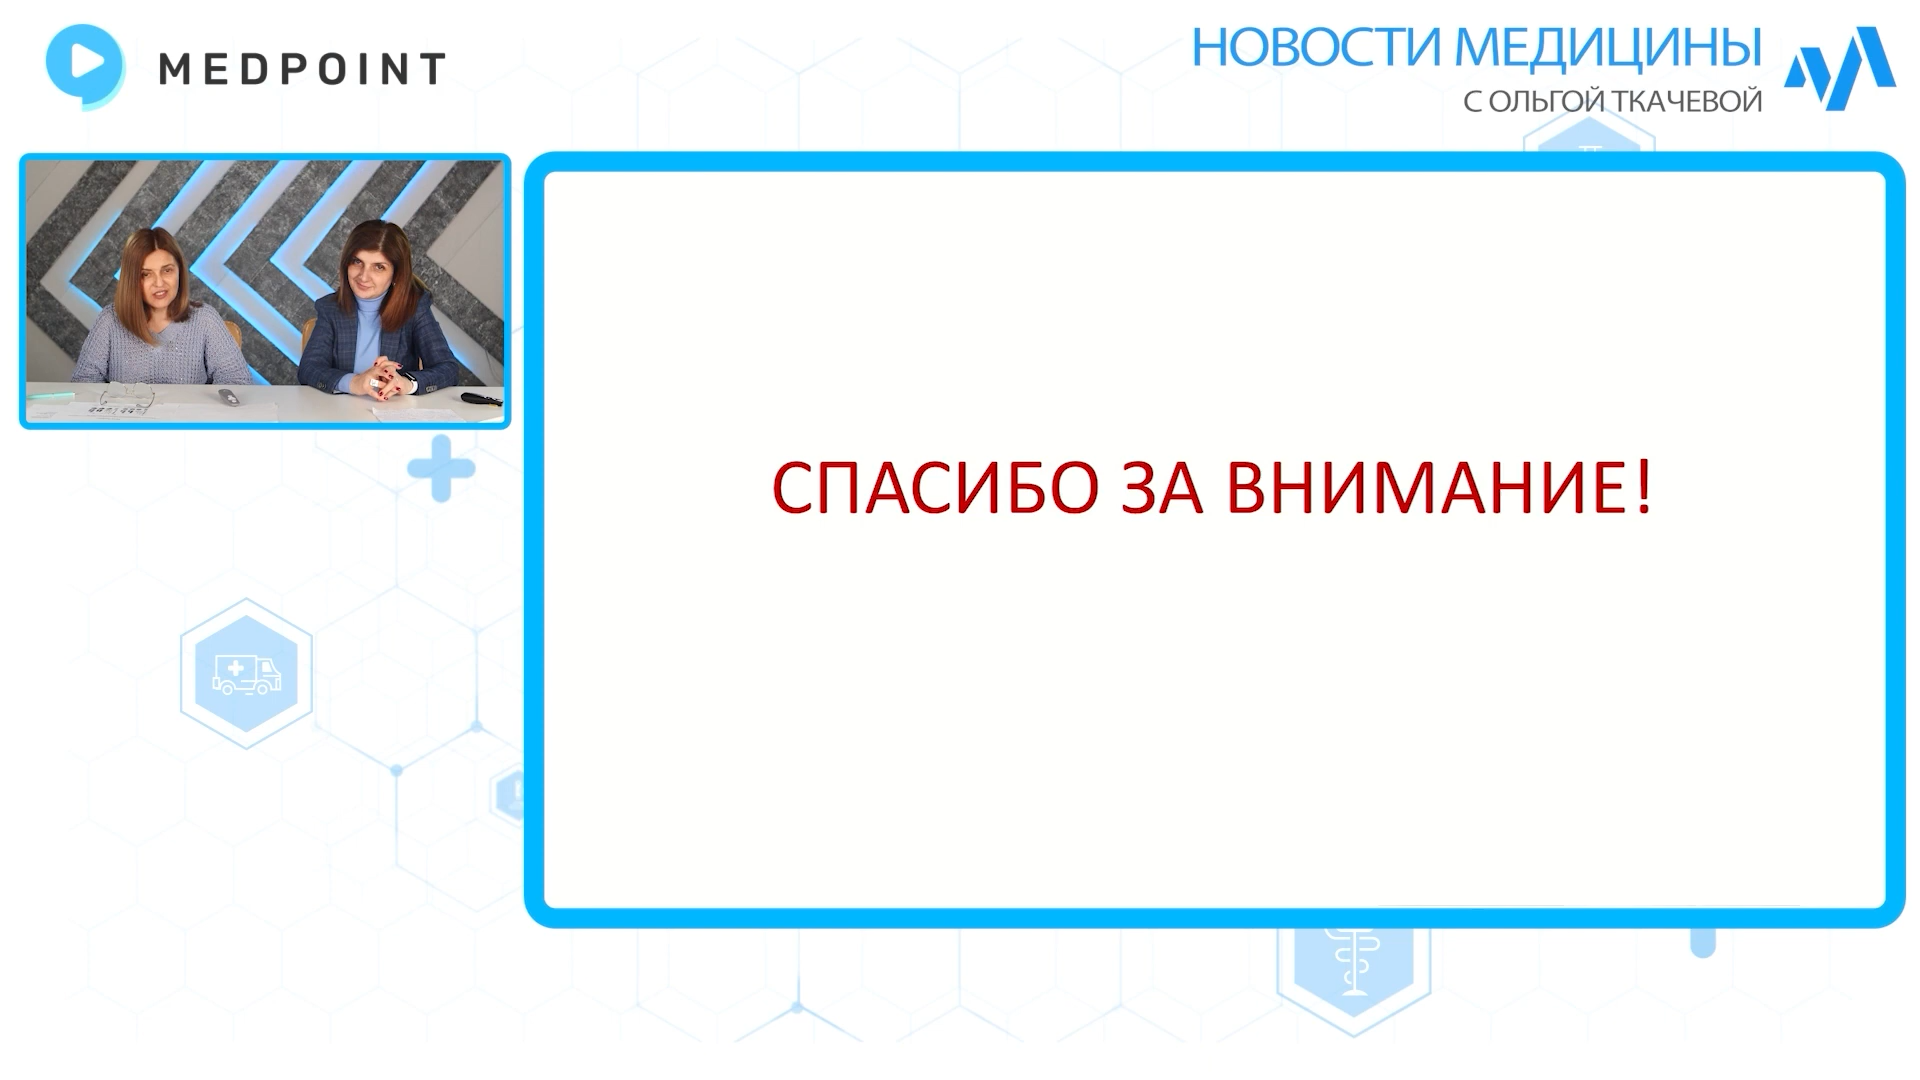 MEDPOINT
НОВОСТИ МЕДИЦИНЫ
С ОЛЬГОЙ ТКАЧЕВОЙ
СПАСИБО ЗА ВНИМАНИЕ!